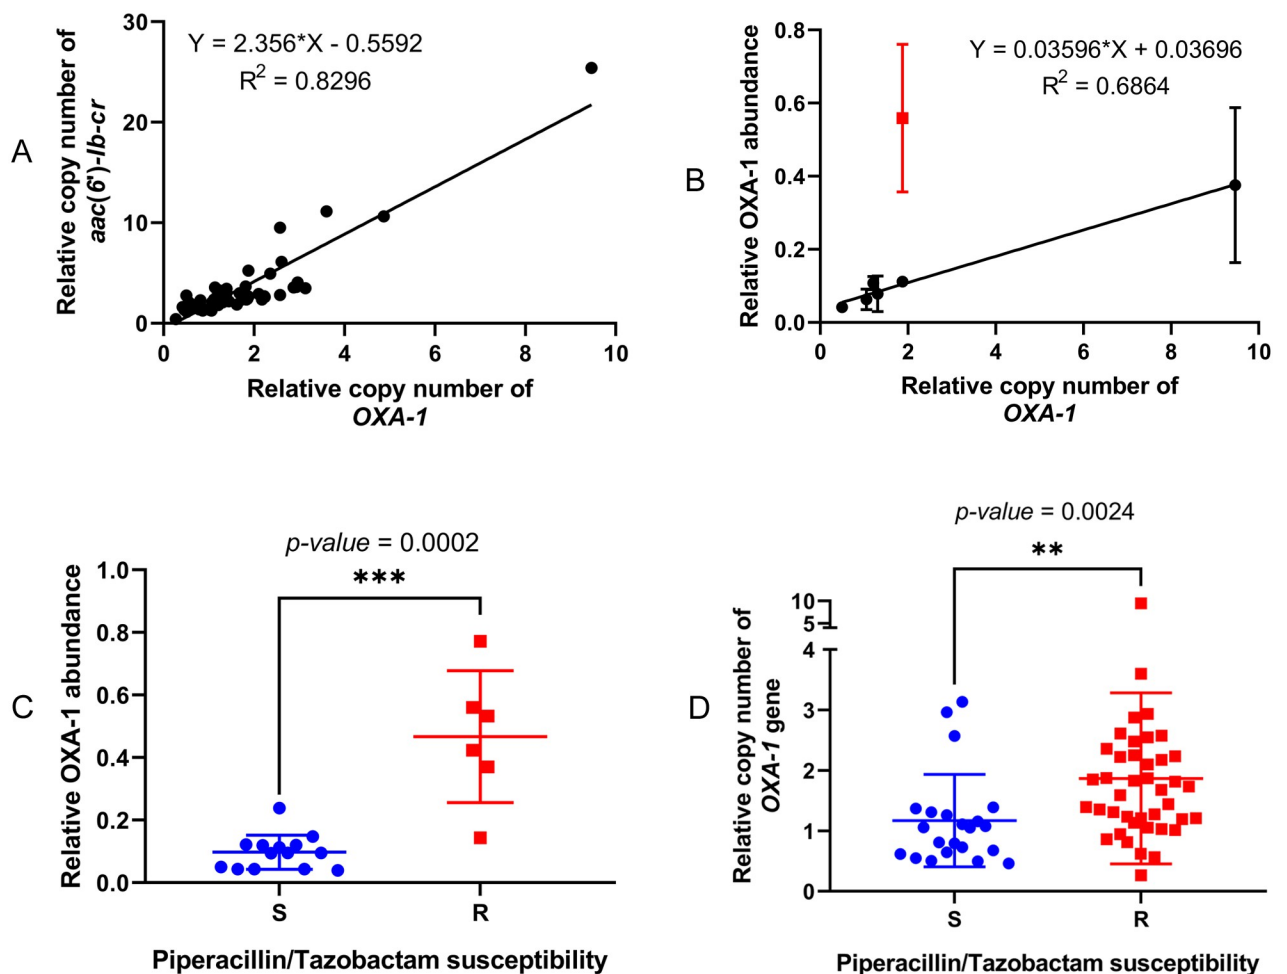 A
Relative copy number of
aac(6')-Ib-cr
30
20
10
0
Y = 2.356*X - 0.5592
R² = 0.8296
0 2 4 6 8 10
Relative copy number of
OXA-1
B
Relative OXA-1 abundance
0.8
0.6
0.4
0.2
0.0
Y = 0.03596*X + 0.03696
R² = 0.6864
0 2 4 6 8 10
Relative copy number of
OXA-1
C
Relative OXA-1 abundance
p-value = 0.0002
***
1.0
0.8
0.6
0.4
0.2
0.0
S R
Piperacillin/Tazobactam susceptibility
D
Relative copy number of
OXA-1 gene
p-value = 0.0024
**
10
5
4
3
2
1
0
S R
Piperacillin/Tazobactam susceptibility